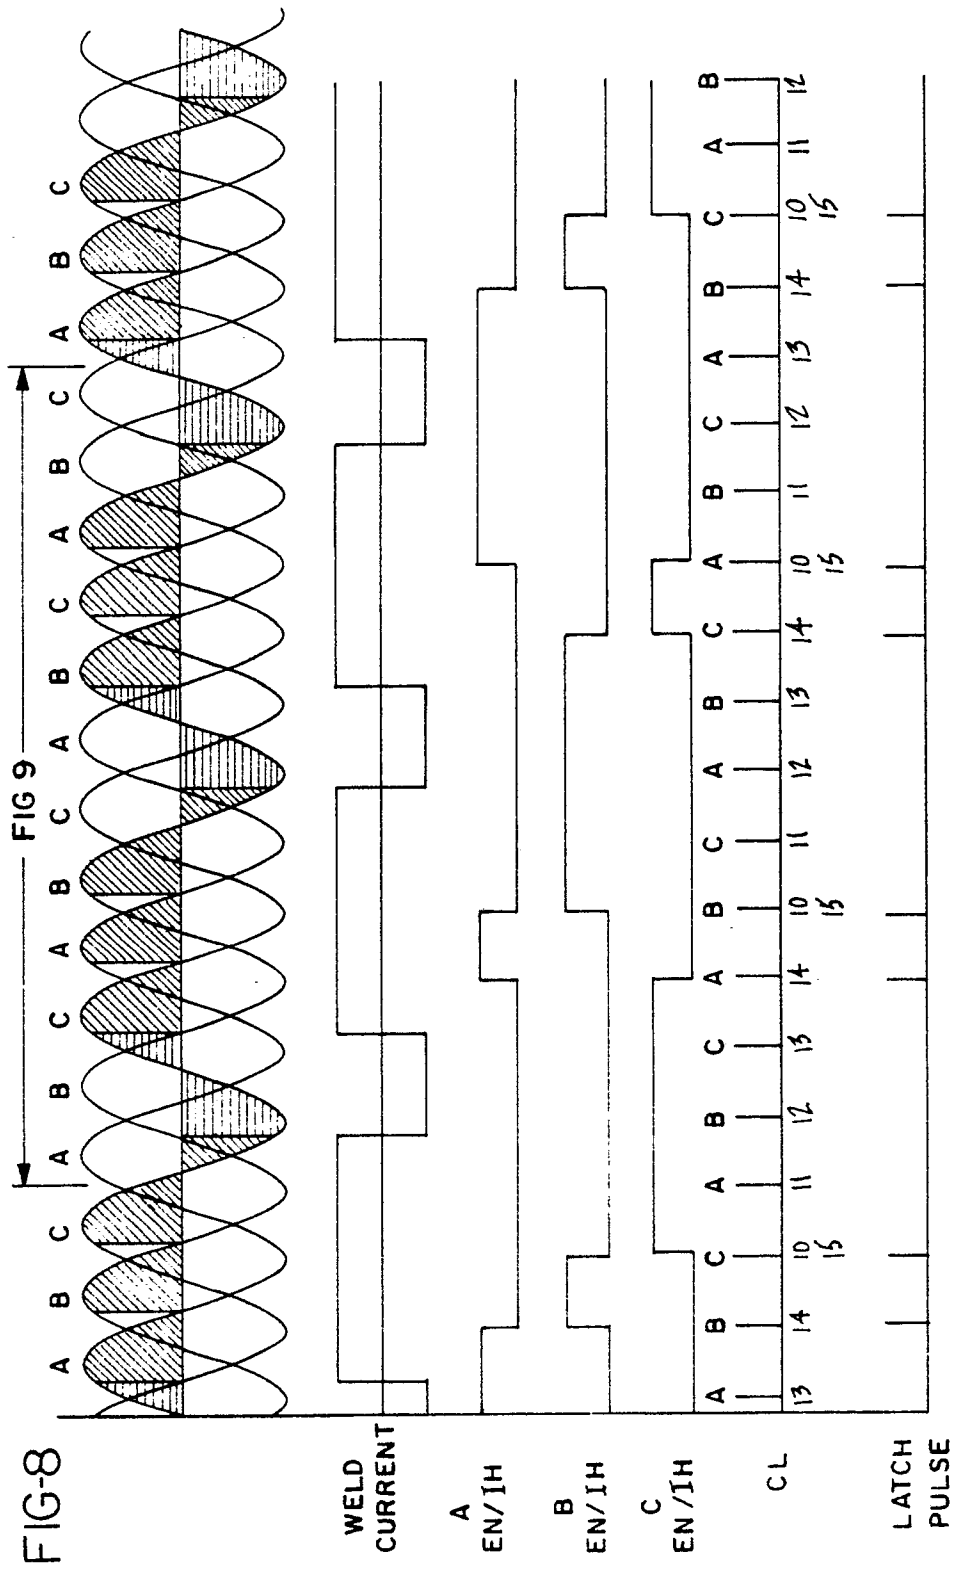 FIG-8
FIG 9
A B C A B C A B C A B C A B C A B C
WELD
CURRENT
A
EN/IH
B
EN/IH
C
EN/IH
A B C A B C A B C A B C A B C A B C A B
CL
13 14 10 11 12 13 14 10 11 12 13 14 10 11 12 13 14 10 11 12
15 15 15 15
LATCH
PULSE